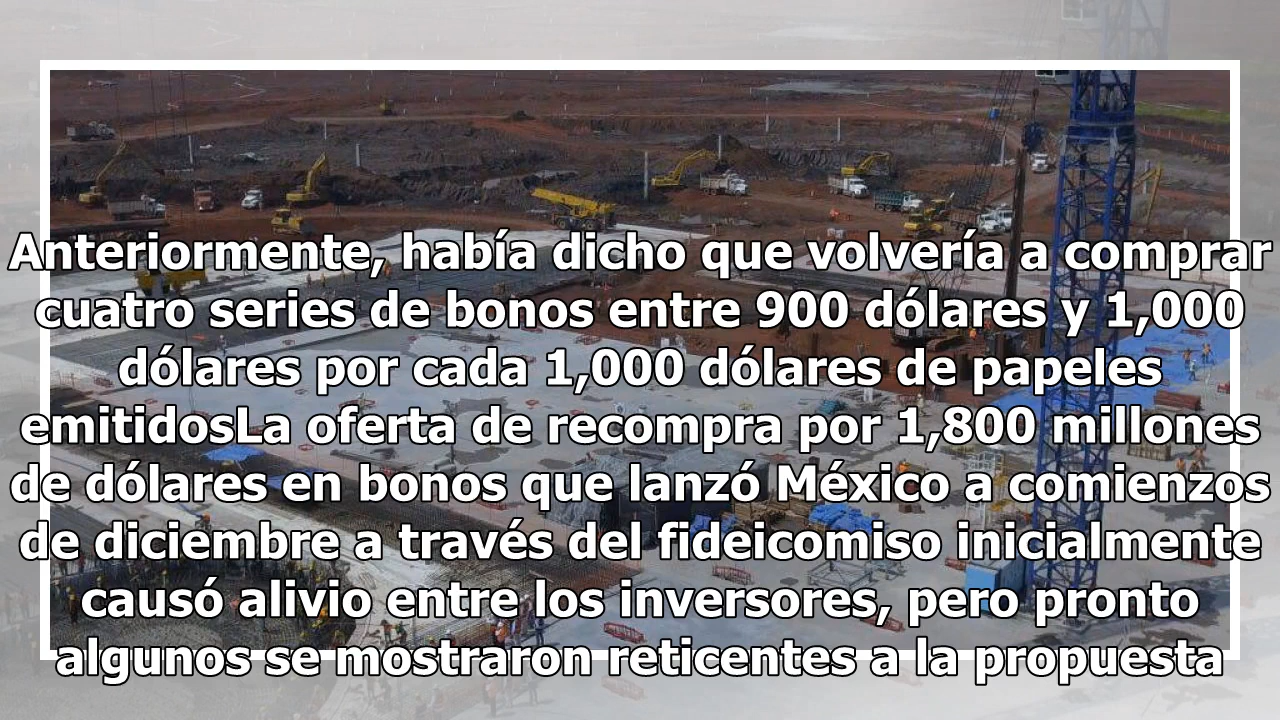 Anteriormente, había dicho que volvería a comprar
cuatro series de bonos entre 900 dólares y 1,000
dólares por cada 1,000 dólares de papeles
emitidosLa oferta de recompra por 1,800 millones
de dólares en bonos que lanzó México a comienzos
de diciembre a través del fideicomiso inicialmente
causó alivio entre los inversores, pero pronto
algunos se mostraron reticentes a la propuesta